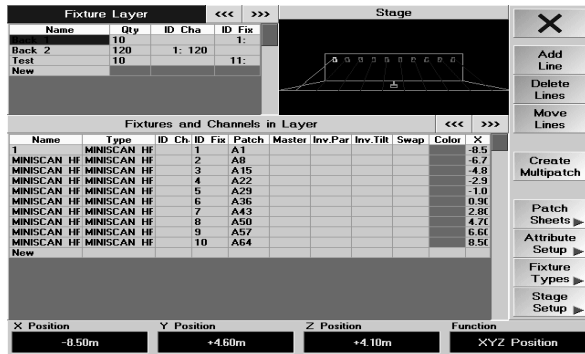 Fixture Layer <<< >>>
Name Qty ID Cha ID Fix
10 1:
Back 2 120 1: 120
Test 10 11:
New
Stage
Add Line
Delete Lines
Move Lines
Create Multipatch
Patch Sheets
Attribute Setup
Fixture Types
Stage Setup
Fixtures and Channels in Layer <<< >>>
Name Type ID Ch. ID Fix Patch Master Inv.Pan Inv.Tilt Swap Color X
1 MINISCAN HF 1 A1 -8.5
MINISCAN HF MINISCAN HF 2 A8 -6.7
MINISCAN HF MINISCAN HF 3 A15 -4.8
MINISCAN HF MINISCAN HF 4 A22 -2.9
MINISCAN HF MINISCAN HF 5 A29 -1.0
MINISCAN HF MINISCAN HF 6 A36 0.90
MINISCAN HF MINISCAN HF 7 A43 2.80
MINISCAN HF MINISCAN HF 8 A50 4.70
MINISCAN HF MINISCAN HF 9 A57 6.60
MINISCAN HF MINISCAN HF 10 A64 8.50
New
X Position Y Position Z Position Function
-8.50m +4.60m +4.10m XYZ Position